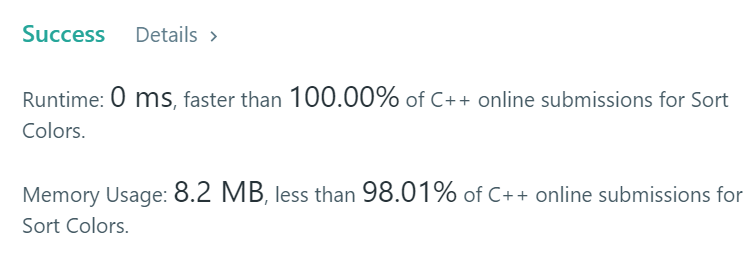 Success Details >
Runtime: 0 ms, faster than 100.00% of C++ online submissions for Sort
Colors.
Memory Usage: 8.2 MB, less than 98.01% of C++ online submissions for
Sort Colors.